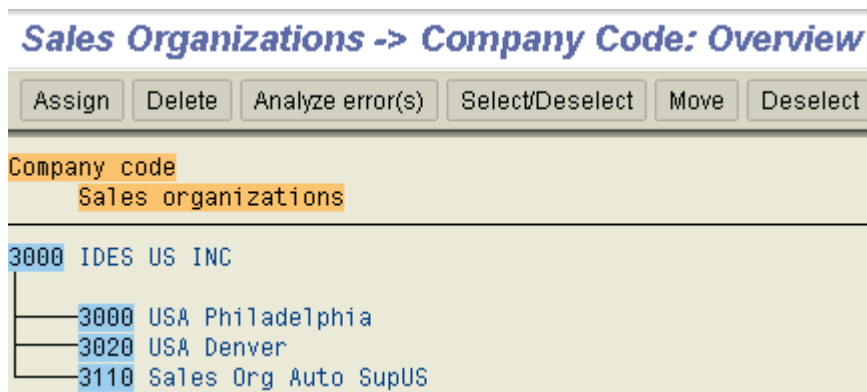 Sales Organizations -> Company Code: Overview
Assign Delete Analyze error(s) Select/Deselect Move Deselect
Company code
Sales organizations
3000 IDES US INC
3000 USA Philadelphia
3020 USA Denver
3110 Sales Org Auto SupUS